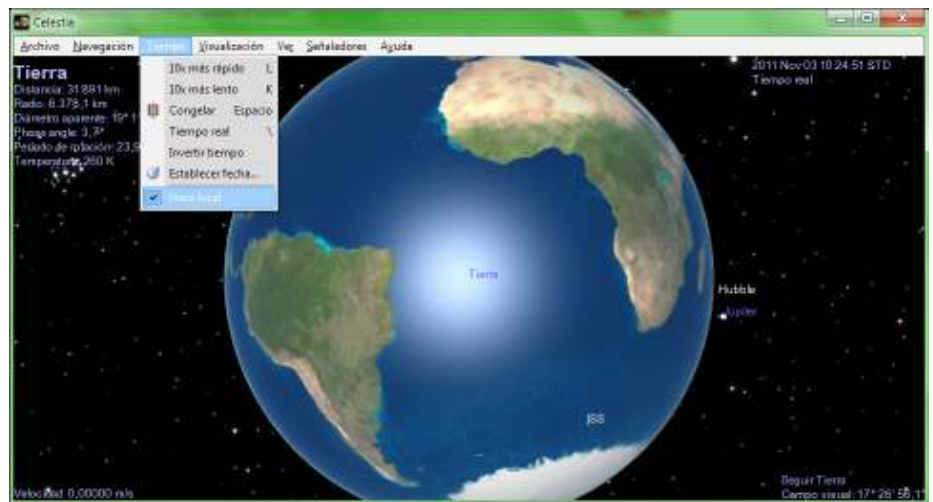 Celestia
Archivo Navegación Tiempo Visualización Ver Señaladores Ayuda
Tierra
Distancia: 31.891 km
Radio: 6.378,1 km
Diámetro aparente: 19° 1
Phase angle: 3,7°
Periodo de rotación: 23,9
Temperatura: 260 K
10x más rápido L
10x más lento K
Congelar Espacio
Tiempo real \
Invertir tiempo
Establecer fecha...
Hora local
2011 Nov 03 10:24:51 STD
Tiempo real
Tierra
Hubble
Jupiter
ISS
Velocidad: 0,00000 m/s
Seguir Tierra
Campo visual: 17° 26' 56,1"